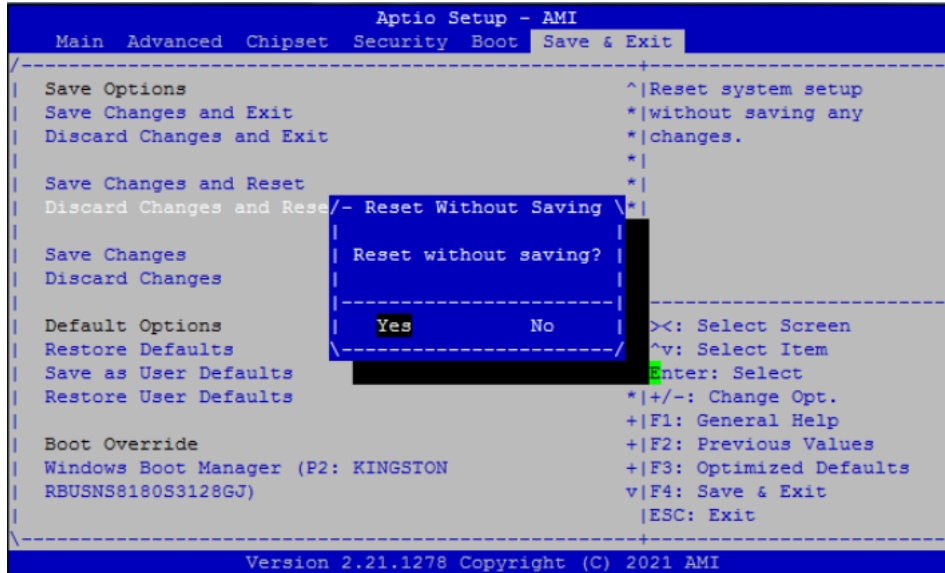 Aptio Setup - AMI
Main Advanced Chipset Security Boot Save & Exit
/----------------------------------------------------+------------------------
| Save Options ^|Reset system setup
| Save Changes and Exit *|without saving any
| Discard Changes and Exit *|changes.
| *|
| Save Changes and Reset *|
| Discard Changes and Rese/- Reset Without Saving \*|
| | |
| Save Changes | Reset without saving? |
| Discard Changes | |
| |-----------------------| ------------------------
| Default Options | Yes No | ><: Select Screen
| Restore Defaults \-----------------------/ ^v: Select Item
| Save as User Defaults Enter: Select
| Restore User Defaults *|+/-: Change Opt.
| +|F1: General Help
| Boot Override +|F2: Previous Values
| Windows Boot Manager (P2: KINGSTON +|F3: Optimized Defaults
| RBUSNS8180S3128GJ) v|F4: Save & Exit
| |ESC: Exit
\----------------------------------------------------+------------------------
Version 2.21.1278 Copyright (C) 2021 AMI